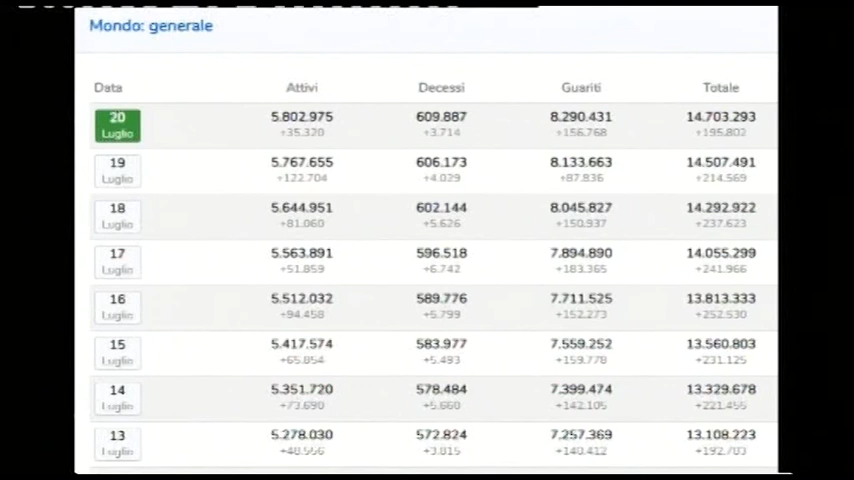 Mondo: generale
Data Attivi Decessi Guariti Totale
20 5.802.975 609.887 8.290.431 14.703.293
Luglio +35.320 +3.714 +156.768 +195.802
19 5.767.655 606.173 8.133.663 14.507.491
Luglio +122.704 +4.029 +87.836 +214.569
18 5.644.951 602.144 8.045.827 14.292.922
Luglio +81.060 +5.626 +150.937 +237.623
17 5.563.891 596.518 7.894.890 14.055.299
Luglio +51.859 +6.742 +183.365 +241.966
16 5.512.032 589.776 7.711.525 13.813.333
Luglio +94.458 +5.799 +152.273 +252.530
15 5.417.574 583.977 7.559.252 13.560.803
Luglio +65.854 +5.493 +159.778 +231.125
14 5.351.720 578.484 7.399.474 13.329.678
Luglio +73.690 +5.660 +142.105 +221.455
13 5.278.030 572.824 7.257.369 13.108.223
Luglio +48.556 +3.815 +140.412 +192.703